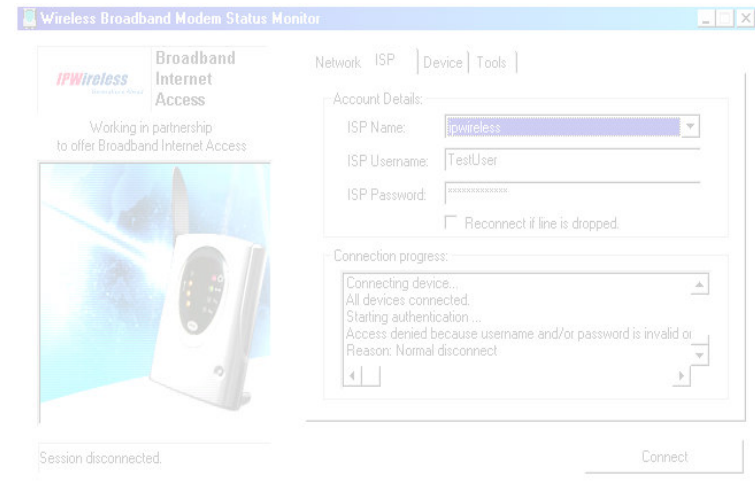 Wireless Broadband Modem Status Monitor
IPWireless
Broadband
Internet
Access
Working in partnership
to offer Broadband Internet Access
Session disconnected.
Network ISP Device Tools
Account Details:
ISP Name: ipwireless
ISP Username: TestUser
ISP Password: *************
Reconnect if line is dropped.
Connection progress:
Connecting device...
All devices connected.
Starting authentication ...
Access denied because username and/or password is invalid or
Reason: Normal disconnect
Connect